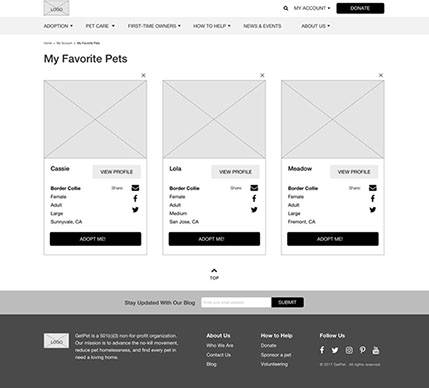 LOGO
MY ACCOUNT
DONATE
ADOPTION
PET CARE
FIRST-TIME OWNERS
HOW TO HELP
NEWS & EVENTS
ABOUT US
Home > My Account > My Favorite Pets
My Favorite Pets
Cassie
VIEW PROFILE
Border Collie
Share:
Female
Adult
Large
Sunnyvale, CA
ADOPT ME!
Lola
VIEW PROFILE
Border Collie
Share:
Female
Adult
Medium
San Jose, CA
ADOPT ME!
Meadow
VIEW PROFILE
Border Collie
Share:
Female
Adult
Large
Fremont, CA
ADOPT ME!
TOP
Stay Updated With Our Blog
Enter your email address
SUBMIT
LOGO
GetPet is a 501(c)(3) non-for-profit organization.
Our mission is to advance the no-kill movement,
reduce pet homelessness, and find every pet in
need a loving home.
About Us
Who We Are
Contact Us
Blog
How to Help
Donate
Sponsor a pet
Volunteering
Follow Us
© 2017 GetPet. All rights reserved.